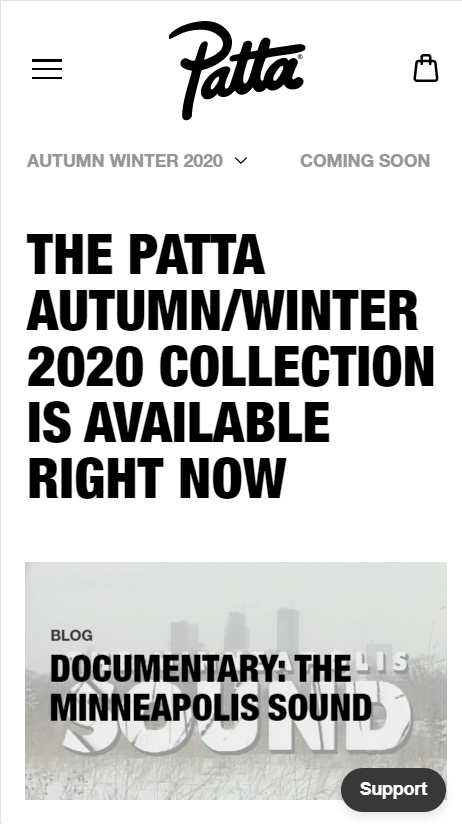 Patta®
AUTUMN WINTER 2020
COMING SOON
THE PATTA
AUTUMN/WINTER
2020 COLLECTION
IS AVAILABLE
RIGHT NOW
BLOG
DOCUMENTARY: THE
MINNEAPOLIS SOUND
SOUND
Support